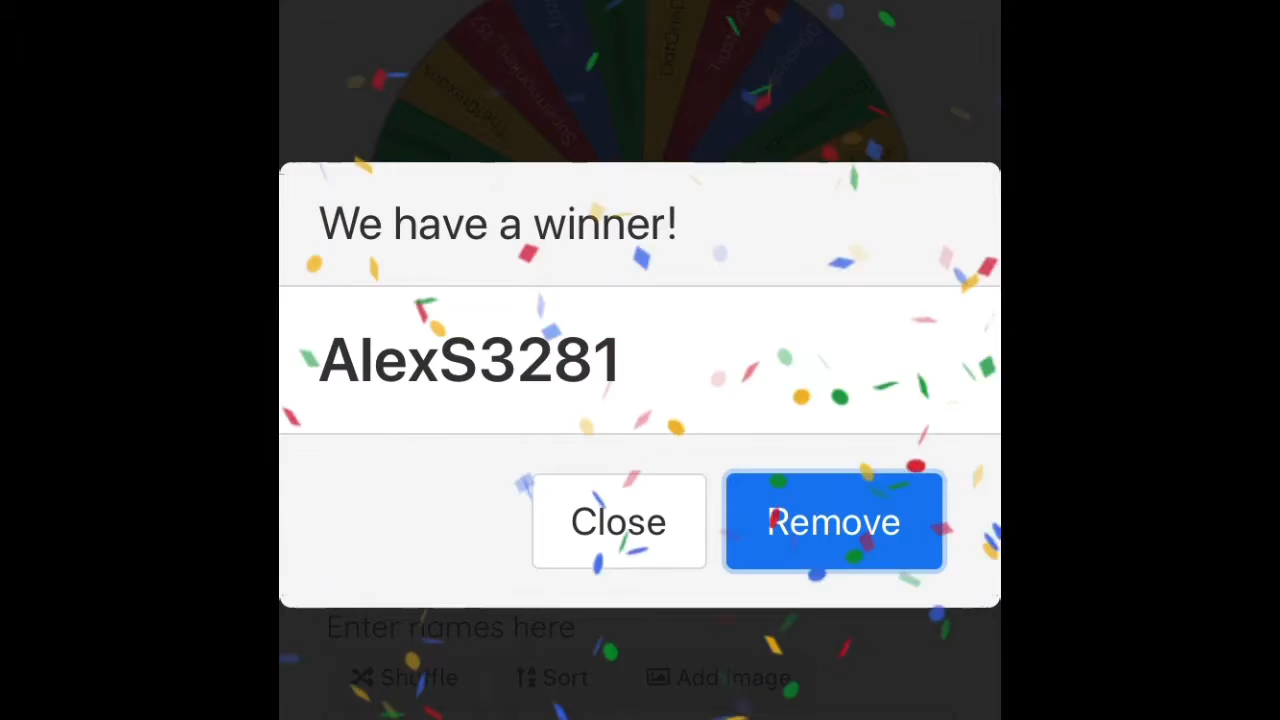 We have a winner!
AlexS3281
Close
Remove
Enter names here
Shuffle
Sort
Add Image